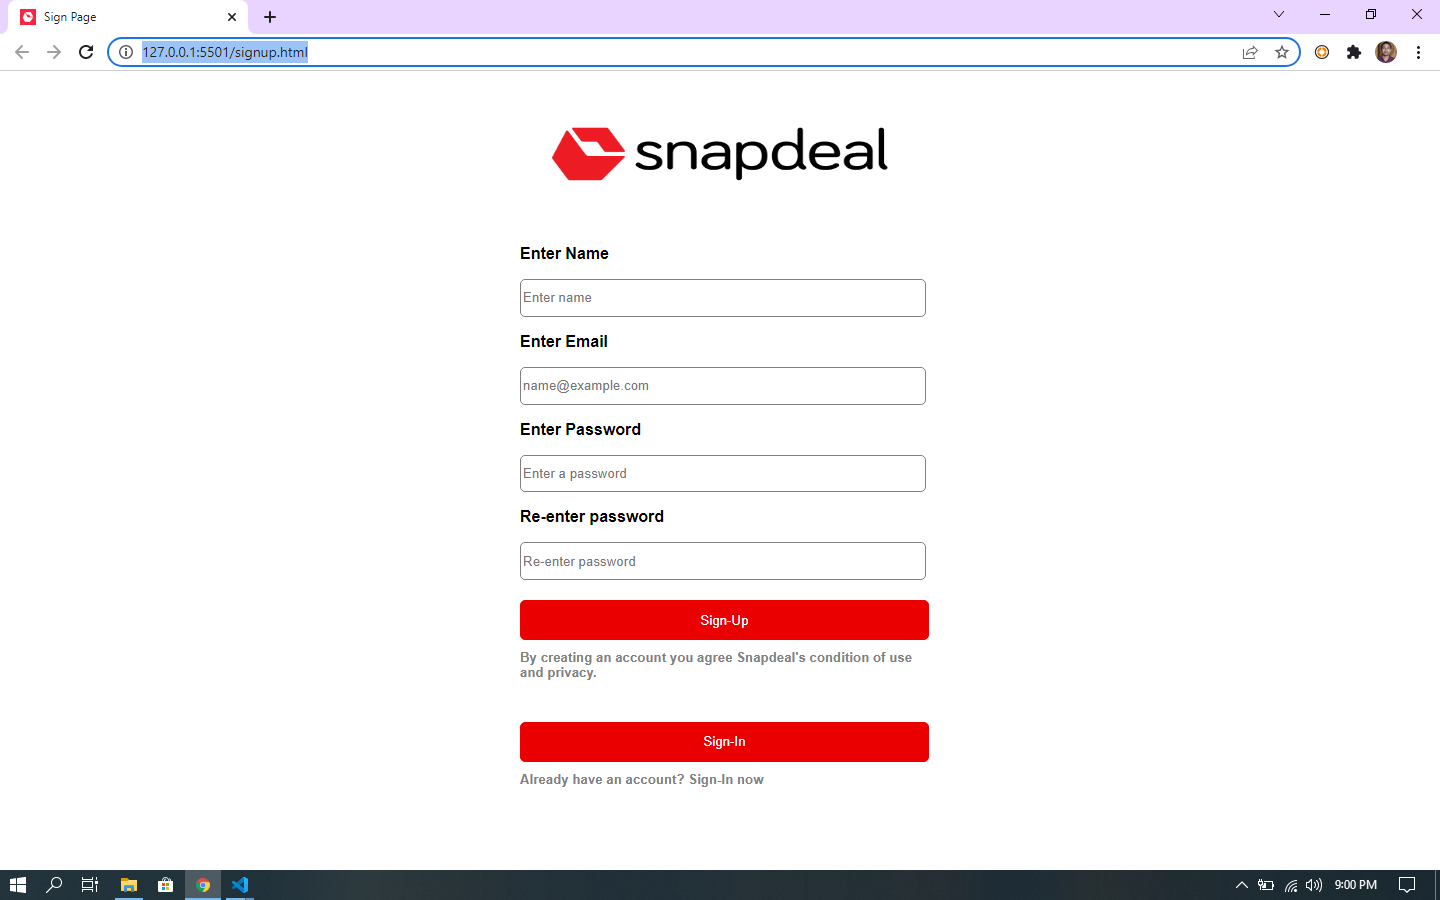 Sign Page
127.0.0.1:5501/signup.html
snapdeal
Enter Name
Enter name
Enter Email
name@example.com
Enter Password
Enter a password
Re-enter password
Re-enter password
Sign-Up
By creating an account you agree Snapdeal's condition of use
and privacy.
Sign-In
Already have an account? Sign-In now
9:00 PM